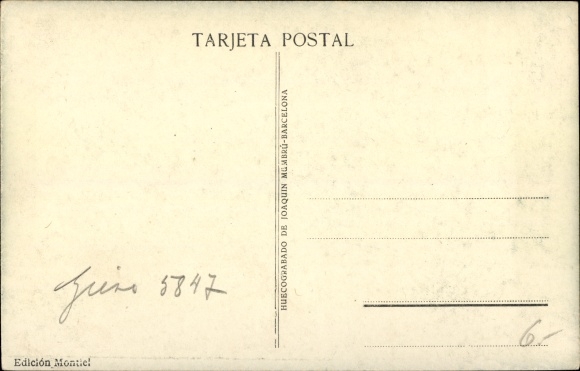 TARJETA POSTAL
HUECOGRABADO DE JOAQUIN MUMBRÚ-BARCELONA
5847
6.-
Edición Montiel